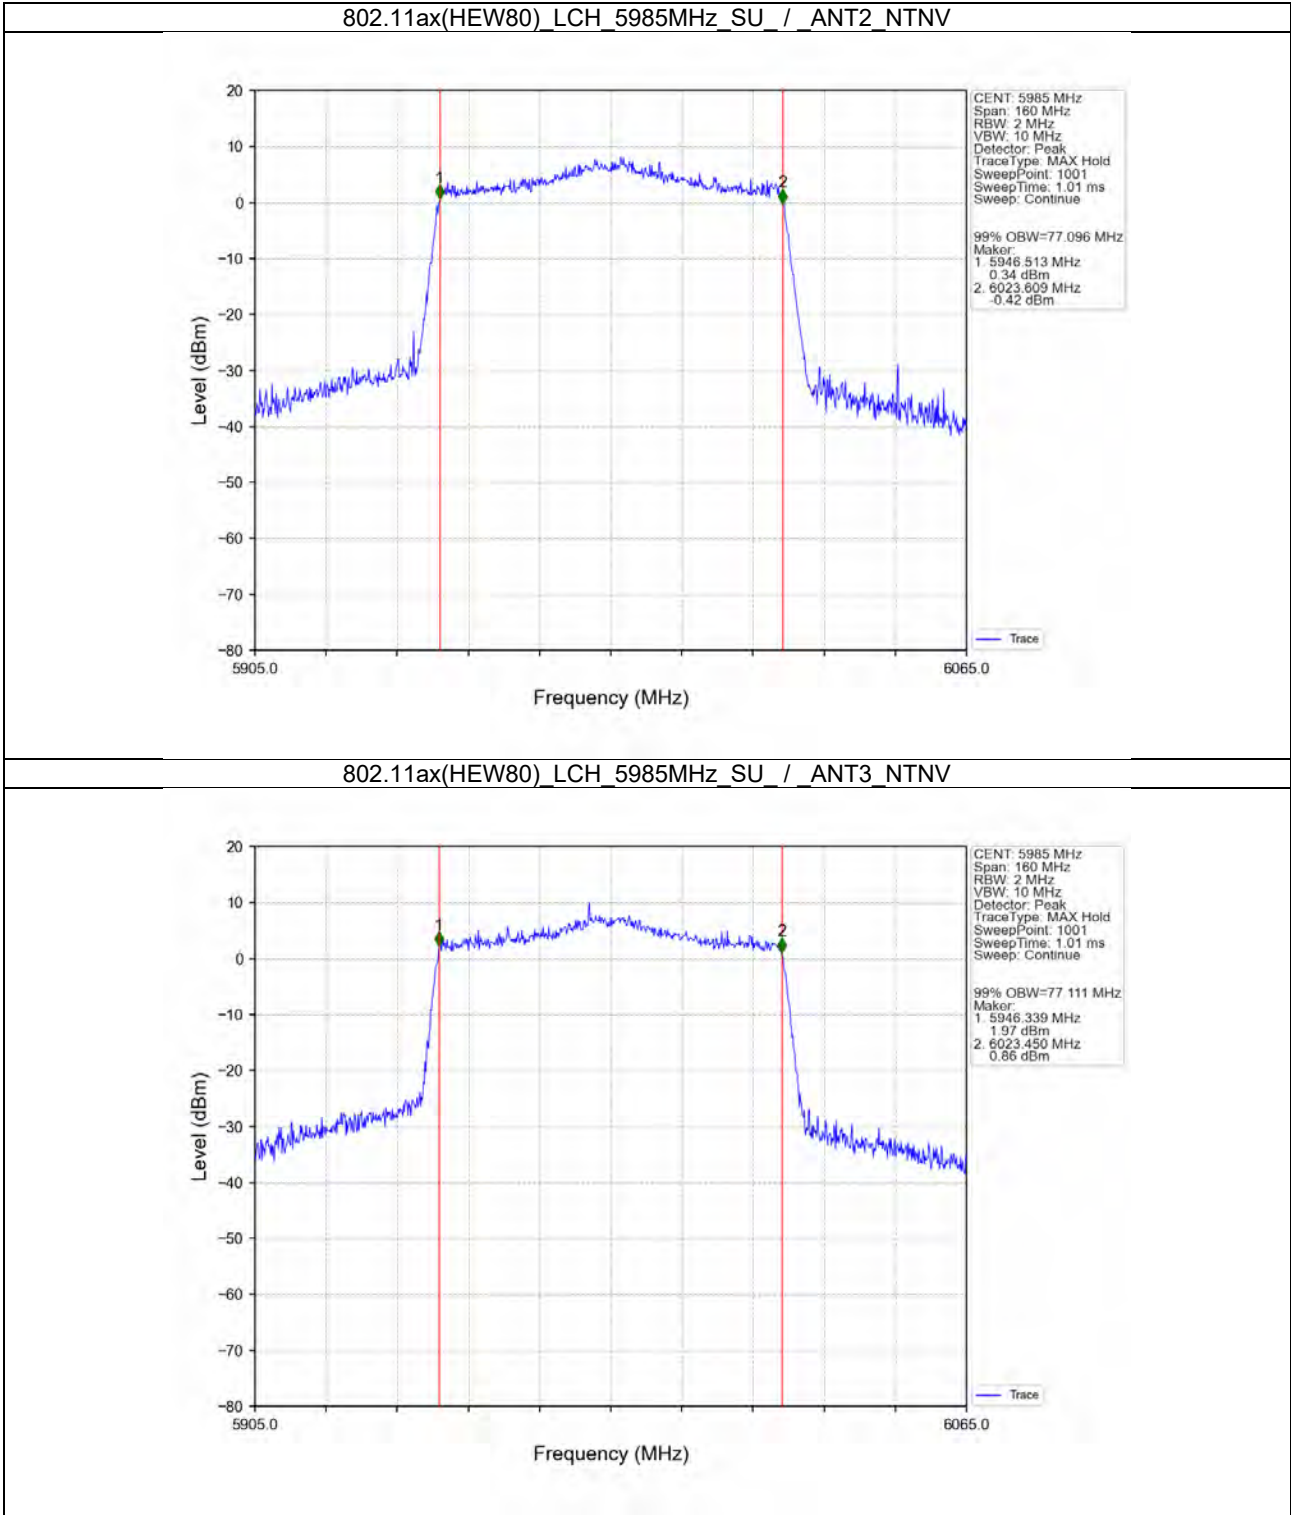 802.11ax(HEW80)_LCH_5985MHz_SU_ / _ANT2_NTNV
20
10
0
−10
−20
−30
−40
−50
−60
−70
−80
Level (dBm)
1
2
5905.0
6065.0
Frequency (MHz)
CENT: 5985 MHz
Span: 160 MHz
RBW: 2 MHz
VBW: 10 MHz
Detector: Peak
TraceType: MAX Hold
SweepPoint: 1001
SweepTime: 1.01 ms
Sweep: Continue
99% OBW=77.096 MHz
Maker:
1. 5946.513 MHz
0.34 dBm
2. 6023.609 MHz
-0.42 dBm
Trace
802.11ax(HEW80)_LCH_5985MHz_SU_ / _ANT3_NTNV
20
10
0
−10
−20
−30
−40
−50
−60
−70
−80
Level (dBm)
1
2
5905.0
6065.0
Frequency (MHz)
CENT: 5985 MHz
Span: 160 MHz
RBW: 2 MHz
VBW: 10 MHz
Detector: Peak
TraceType: MAX Hold
SweepPoint: 1001
SweepTime: 1.01 ms
Sweep: Continue
99% OBW=77.111 MHz
Maker:
1. 5946.339 MHz
1.97 dBm
2. 6023.450 MHz
0.86 dBm
Trace